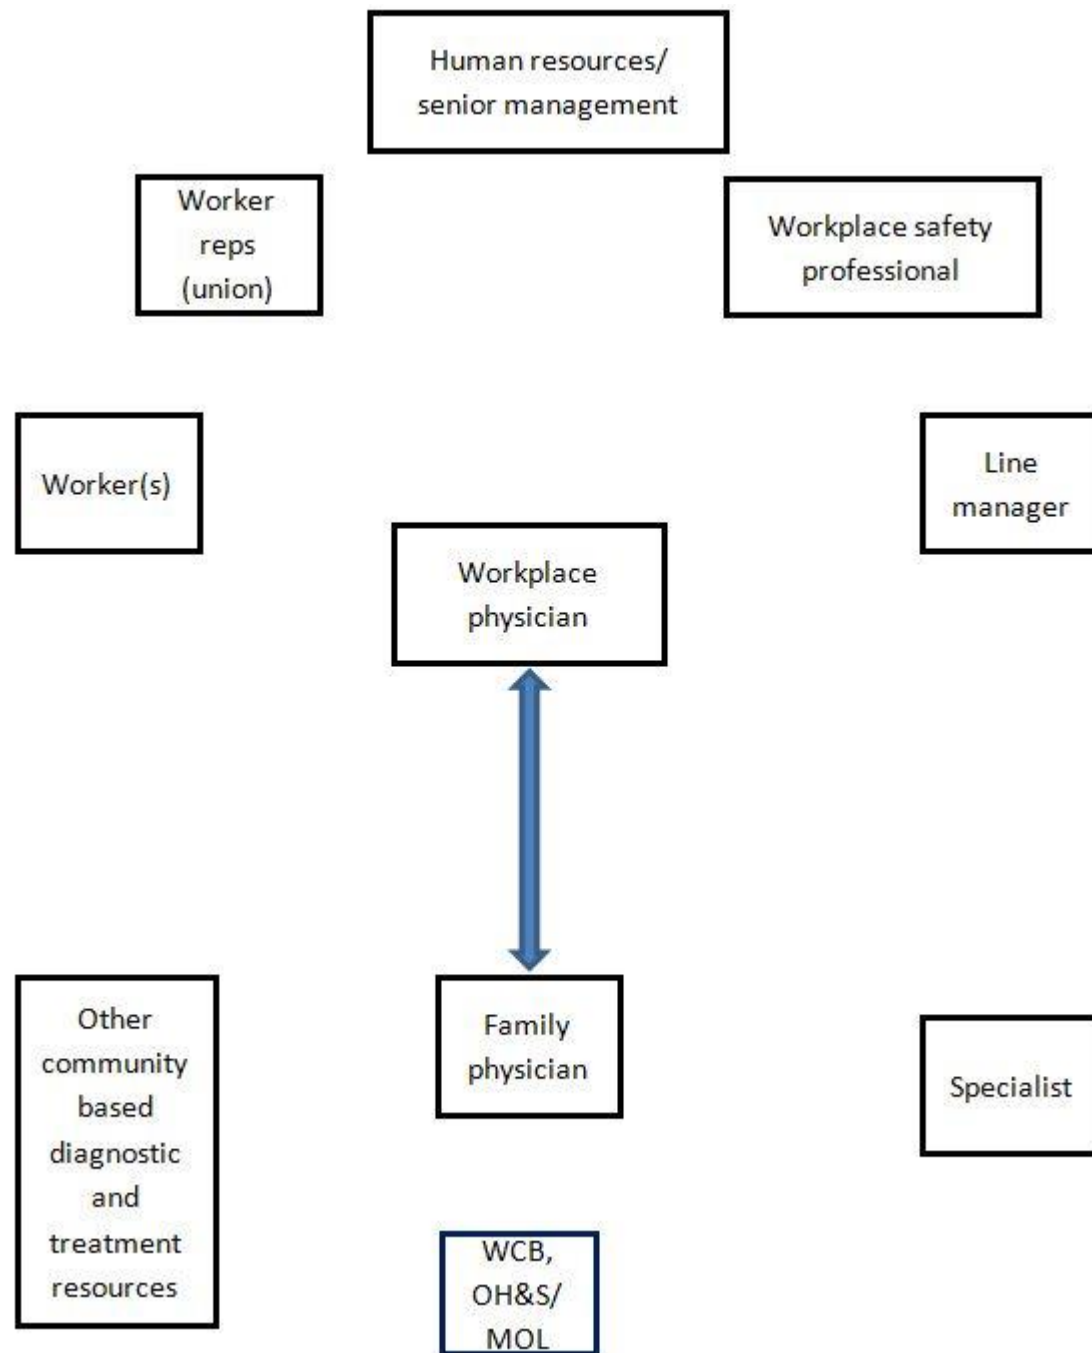 Human resources/
senior management
Worker
reps
(union)
Workplace safety
professional
Worker(s)
Line
manager
Workplace
physician
Other
community
based
diagnostic
and
treatment
resources
Family
physician
Specialist
WCB,
OH&S/
MOL